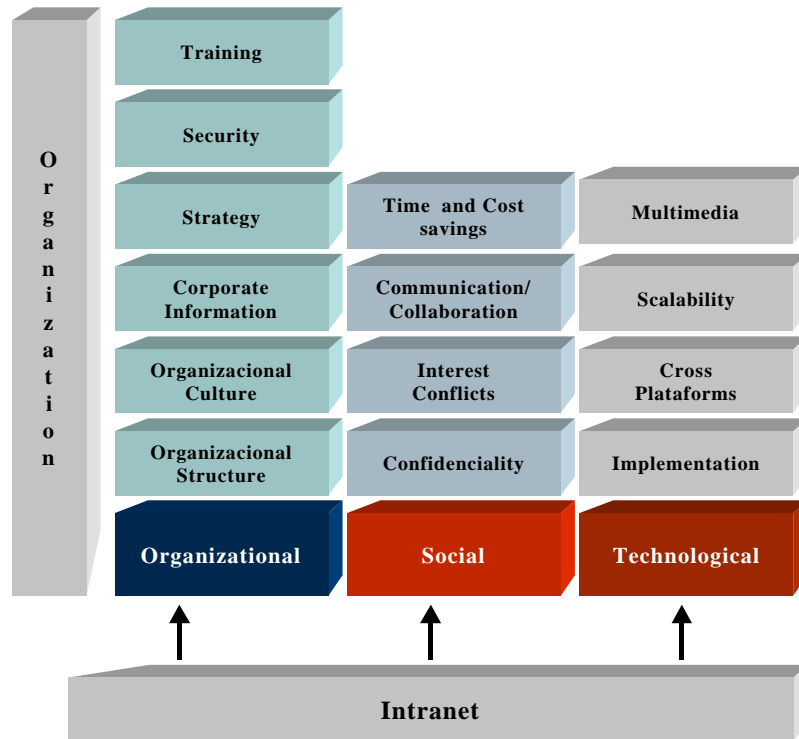 Organization
Training
Security
Strategy
Corporate
Information
Organizacional
Culture
Organizacional
Structure
Organizational
Time and Cost
savings
Communication/
Collaboration
Interest
Conflicts
Confidenciality
Social
Multimedia
Scalability
Cross
Plataforms
Implementation
Technological
Intranet